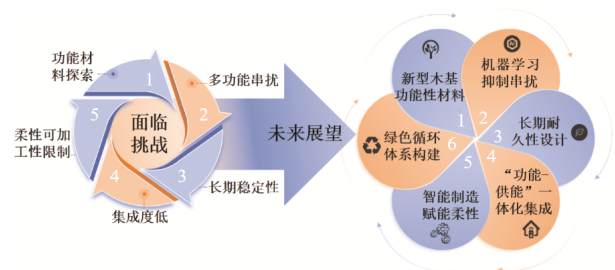 功能材
料探索
1
多功能串扰
2
长期稳定性
3
集成度低
4
柔性可加
工性限制
5
面临
挑战
未来展望
新型木基
功能性材料
1
机器学习
抑制串扰
2
长期耐
久性设计
3
“功能-
供能”一
体化集成
4
智能制造
赋能柔性
5
绿色循环
体系构建
6